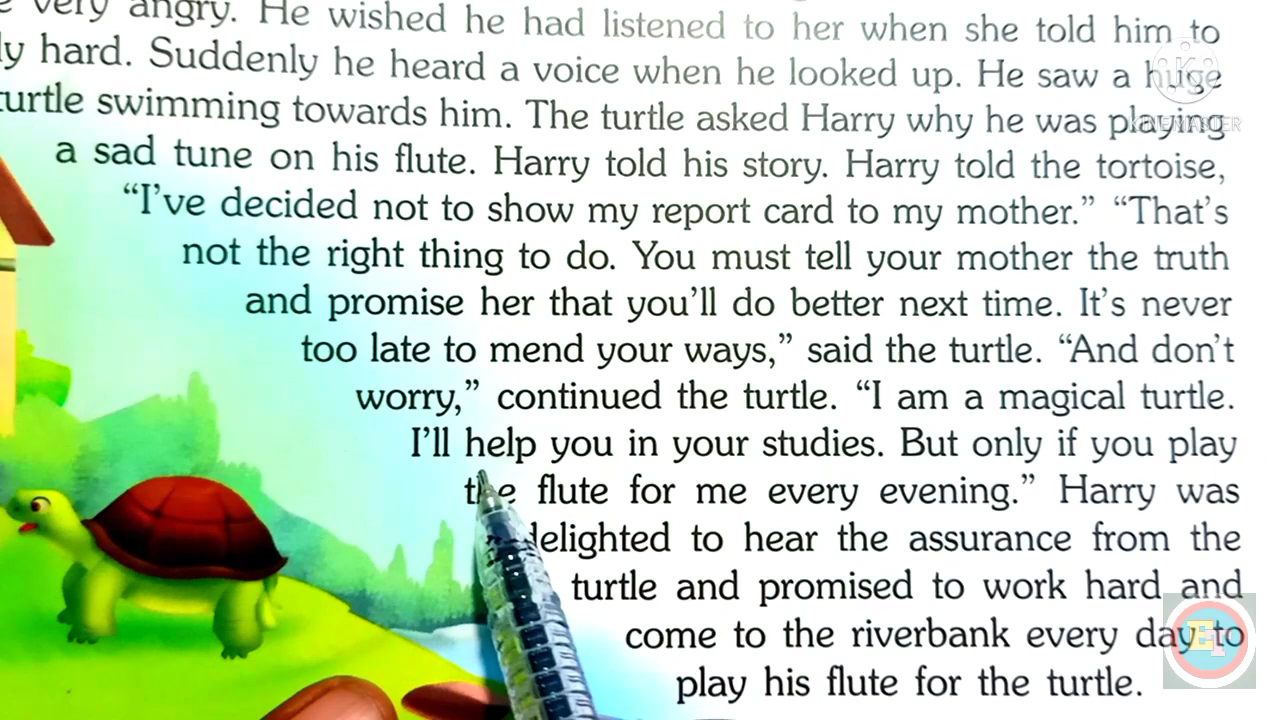 very angry. He wished he had listened to her when she told him to
hard. Suddenly he heard a voice when he looked up. He saw a huge
turtle swimming towards him. The turtle asked Harry why he was playing
a sad tune on his flute. Harry told his story. Harry told the tortoise,
“I’ve decided not to show my report card to my mother.” “That’s
not the right thing to do. You must tell your mother the truth
and promise her that you’ll do better next time. It’s never
too late to mend your ways,” said the turtle. “And don’t
worry,” continued the turtle. “I am a magical turtle.
I’ll help you in your studies. But only if you play
the flute for me every evening.” Harry was
delighted to hear the assurance from the
turtle and promised to work hard and
come to the riverbank every day to
play his flute for the turtle.
K
KINEMASTER